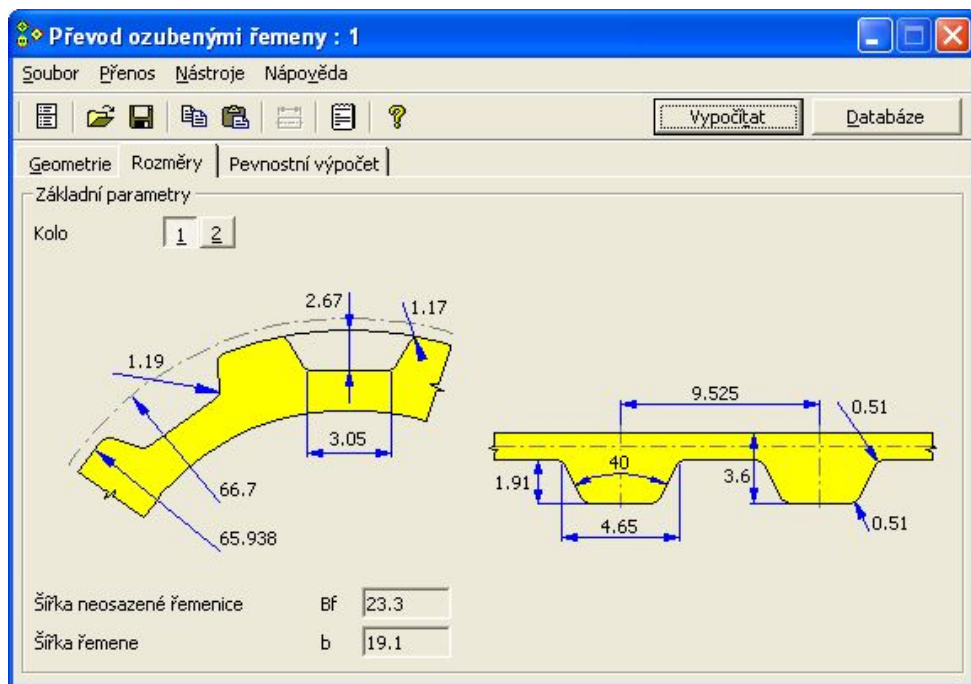 Převod ozubenými řemeny : 1
Soubor Přenos Nástroje Nápověda
Vypočítat Databáze
Geometrie Rozměry Pevnostní výpočet
Základní parametry
Kolo 1 2
2.67 1.17
1.19
3.05
66.7
65.938
9.525
0.51
40
3.6
1.91
4.65
0.51
Šířka neosazené řemenice Bf 23.3
Šířka řemene b 19.1